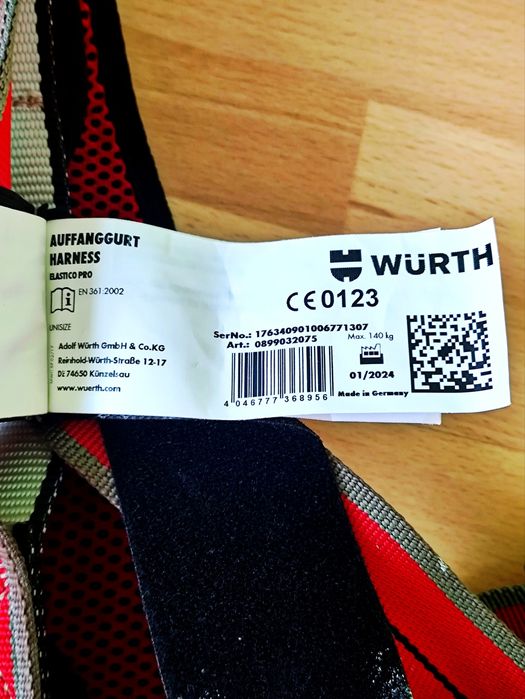 AUFFANGGURT
HARNESS
ELASTICO PRO
EN 361:2002
UNISIZE
Adolf Würth GmbH & Co.KG
Reinhold-Würth-Straße 12-17
DE 74650 Künzelsau
www.wuerth.com
WÜRTH
CE0123
SerNo.: 176340901006771307
Art.: 0899032075
4 046777 368956
Max. 140 kg
01/2024
Made in Germany